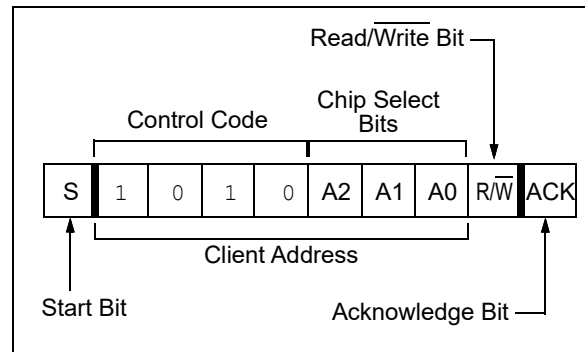 Read/Write Bit
Chip Select
Control Code Bits
S 1 0 1 0 A2 A1 A0 R/W ACK
Client Address
Start Bit Acknowledge Bit